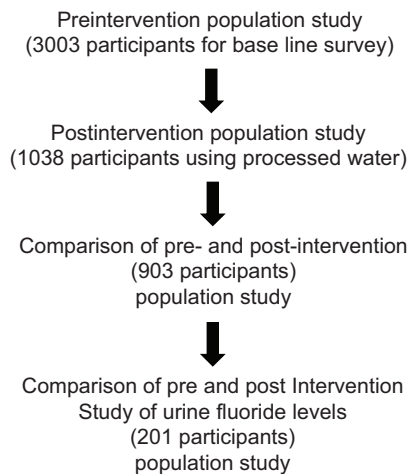 Preintervention population study
(3003 participants for base line survey)
Postintervention population study
(1038 participants using processed water)
Comparison of pre- and post-intervention
(903 participants)
population study
Comparison of pre and post Intervention
Study of urine fluoride levels
(201 participants)
population study